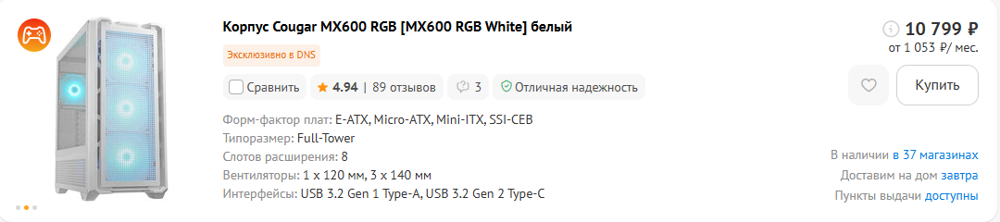 Корпус Cougar MX600 RGB [MX600 RGB White] белый
Эксклюзивно в DNS
Сравнить
4.94 | 89 отзывов
3
Отличная надежность
Форм-фактор плат: E-ATX, Micro-ATX, Mini-ITX, SSI-CEB
Типоразмер: Full-Tower
Слотов расширения: 8
Вентиляторы: 1 x 120 мм, 3 x 140 мм
Интерфейсы: USB 3.2 Gen 1 Type-A, USB 3.2 Gen 2 Type-C
10 799 ₽
от 1 053 ₽/ мес.
Купить
В наличии в 37 магазинах
Доставим на дом завтра
Пункты выдачи доступны